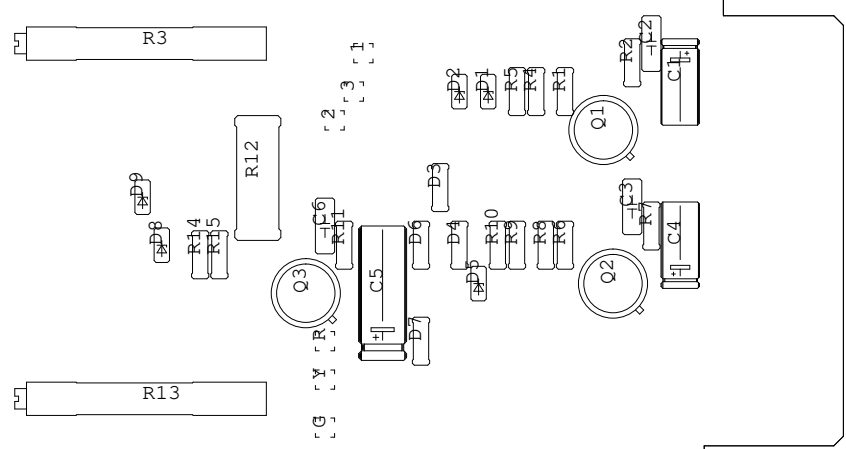 R3
1
C2
R2
C1
D2
D1
R5
R4
R1
3
2
Q1
R12
D3
D9
C3
C6
R7
C4
R11
D8
R14
R15
D6
D4
R10
R9
R8
R6
Q3
C5
D5
Q2
D7
R
Y
R13
G